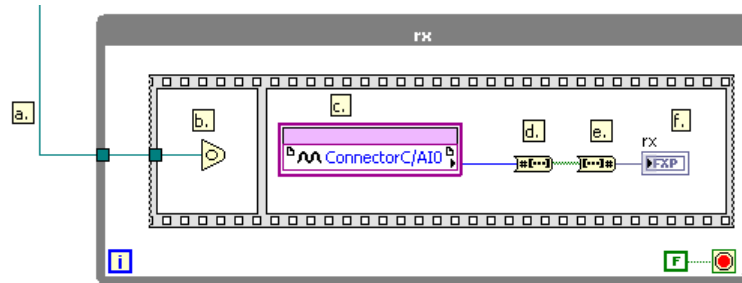 rx
a.
b.
c.
d.
e.
f.
ConnectorC/AI0
#[...]
[...]#
rx
FXP
i
F